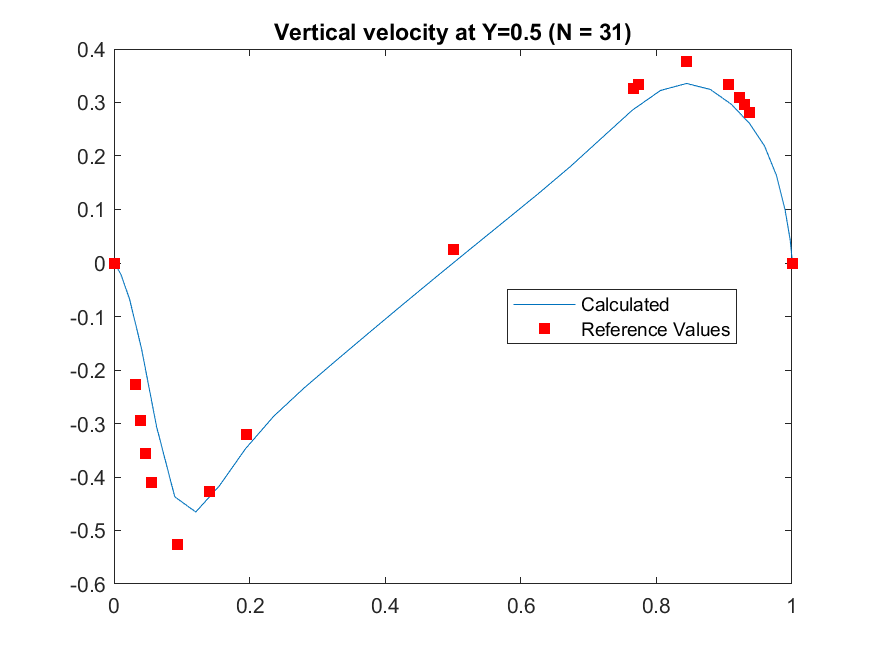 Vertical velocity at Y=0.5 (N = 31)
0.4
0.3
0.2
0.1
0
-0.1
-0.2
-0.3
-0.4
-0.5
-0.6
Calculated
Reference Values
0 0.2 0.4 0.6 0.8 1